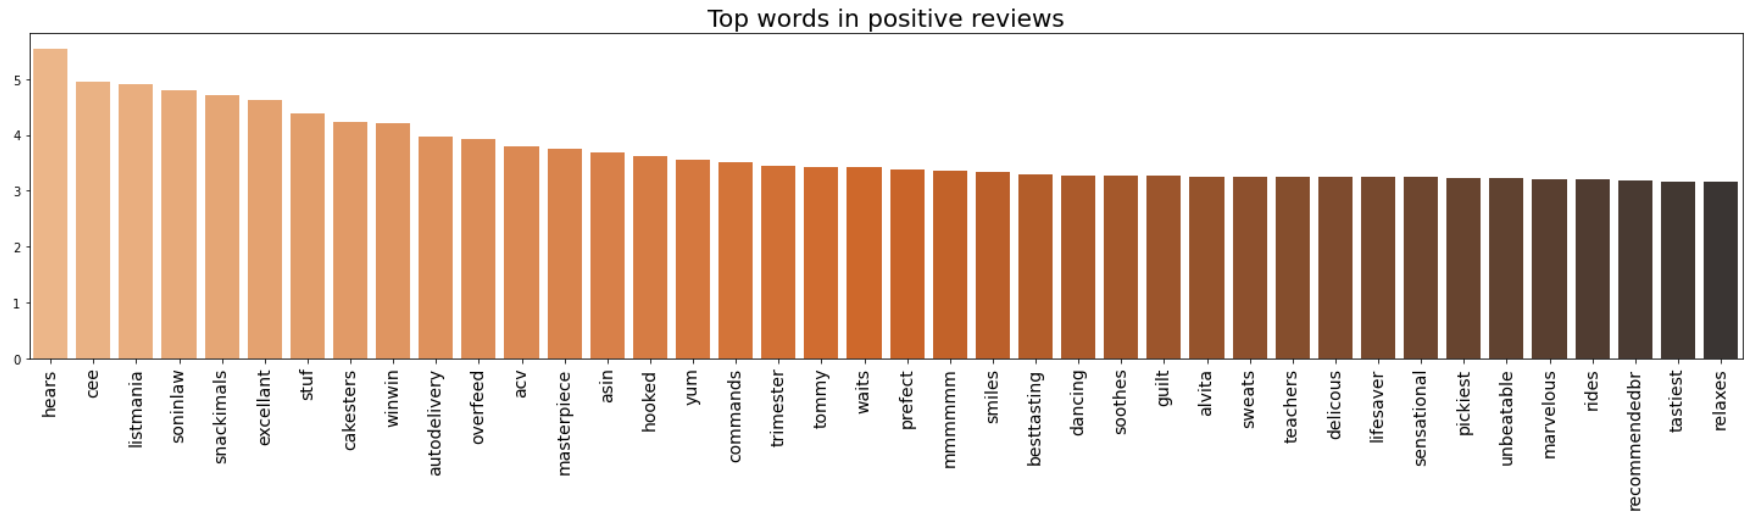 Top words in positive reviews
5
4
3
2
1
0
hears
cee
listmania
soninlaw
snackimals
excellant
stuf
cakesters
winwin
autodelivery
overfeed
acv
masterpiece
asin
hooked
yum
commands
trimester
tommy
waits
prefect
mmmmmm
smiles
besttasting
dancing
soothes
guilt
alvita
sweats
teachers
delicous
lifesaver
sensational
pickiest
unbeatable
marvelous
rides
recommendedbr
tastiest
relaxes